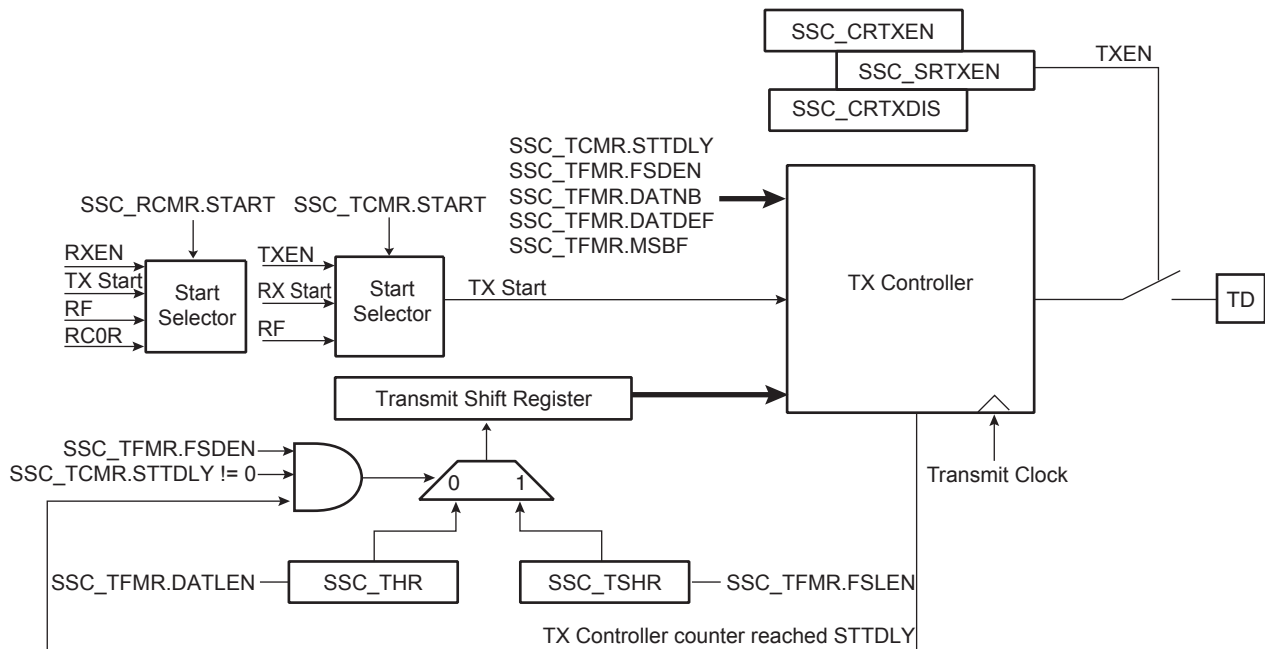 SSC_CRTXEN
SSC_SRTXEN
SSC_CRTXDIS
TXEN
SSC_TCMR.STTDLY
SSC_TFMR.FSDEN
SSC_TFMR.DATNB
SSC_TFMR.DATDEF
SSC_TFMR.MSBF
SSC_RCMR.START
SSC_TCMR.START
RXEN
TX Start
RF
RC0R
Start
Selector
TXEN
RX Start
RF
Start
Selector
TX Start
TX Controller
TD
Transmit Shift Register
SSC_TFMR.FSDEN
SSC_TCMR.STTDLY != 0
0 1
Transmit Clock
SSC_TFMR.DATLEN
SSC_THR
SSC_TSHR
SSC_TFMR.FSLEN
TX Controller counter reached STTDLY